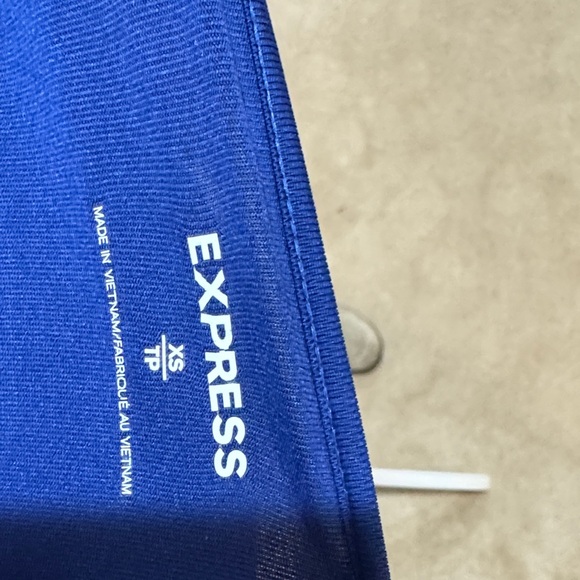 EXPRESS
XS
TP
MADE IN VIETNAM/FABRIQUÉ AU VIETNAM